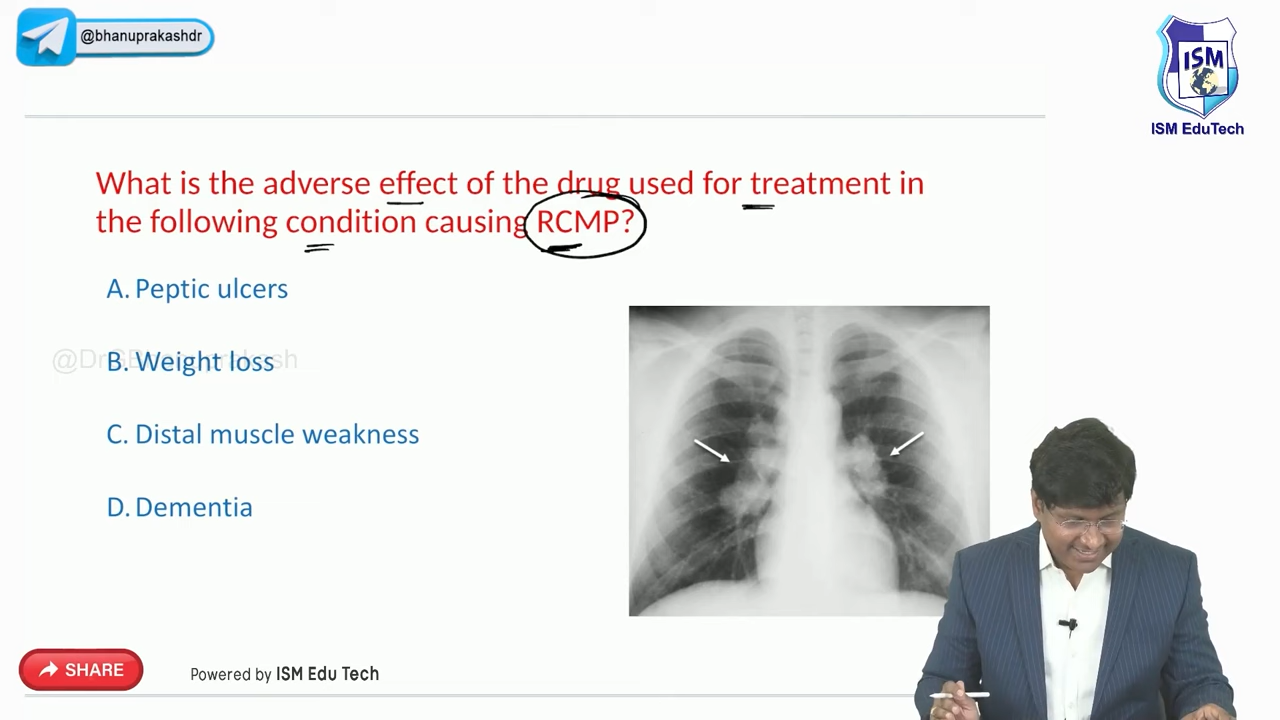 @bhanuprakashdr
ISM
ISM EduTech
What is the adverse effect of the drug used for treatment in
the following condition causing RCMP?
A. Peptic ulcers
B. Weight loss
C. Distal muscle weakness
D. Dementia
SHARE
Powered by ISM Edu Tech